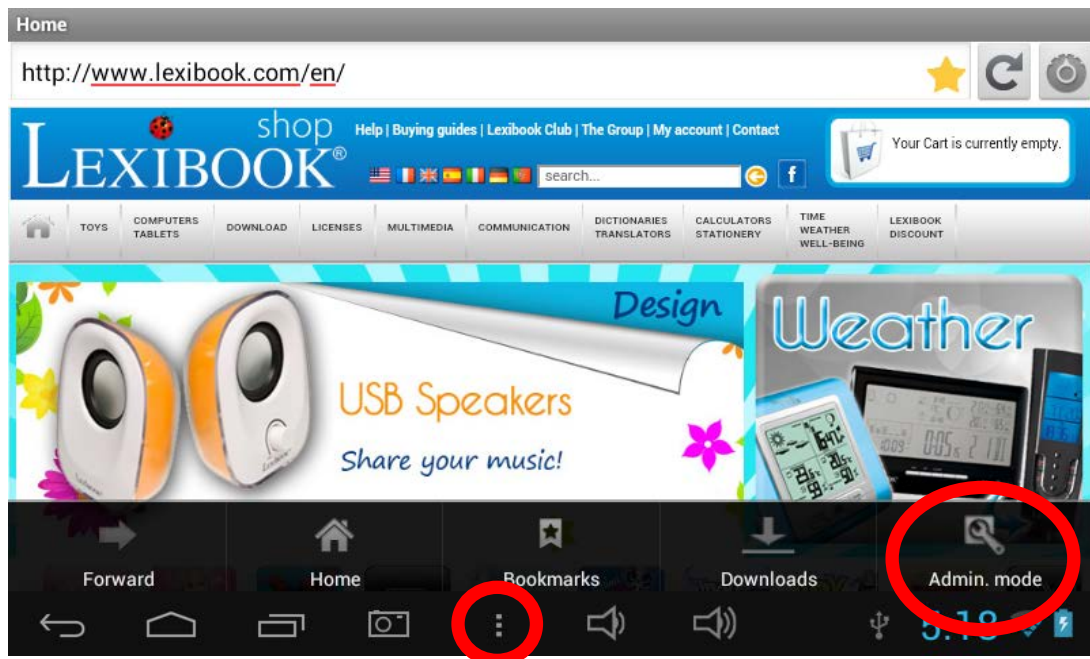 Home
http://www.lexibook.com/en/
shop
LEXIBOOK®
Help | Buying guides | Lexibook Club | The Group | My account | Contact
search...
f
Your Cart is currently empty.
TOYS
COMPUTERS
TABLETS
DOWNLOAD
LICENSES
MULTIMEDIA
COMMUNICATION
DICTIONARIES
TRANSLATORS
CALCULATORS
STATIONERY
TIME
WEATHER
WELL-BEING
LEXIBOOK
DISCOUNT
Design
USB Speakers
Share your music!
Weather
Forward
Home
Bookmarks
Downloads
Admin. mode
5:18